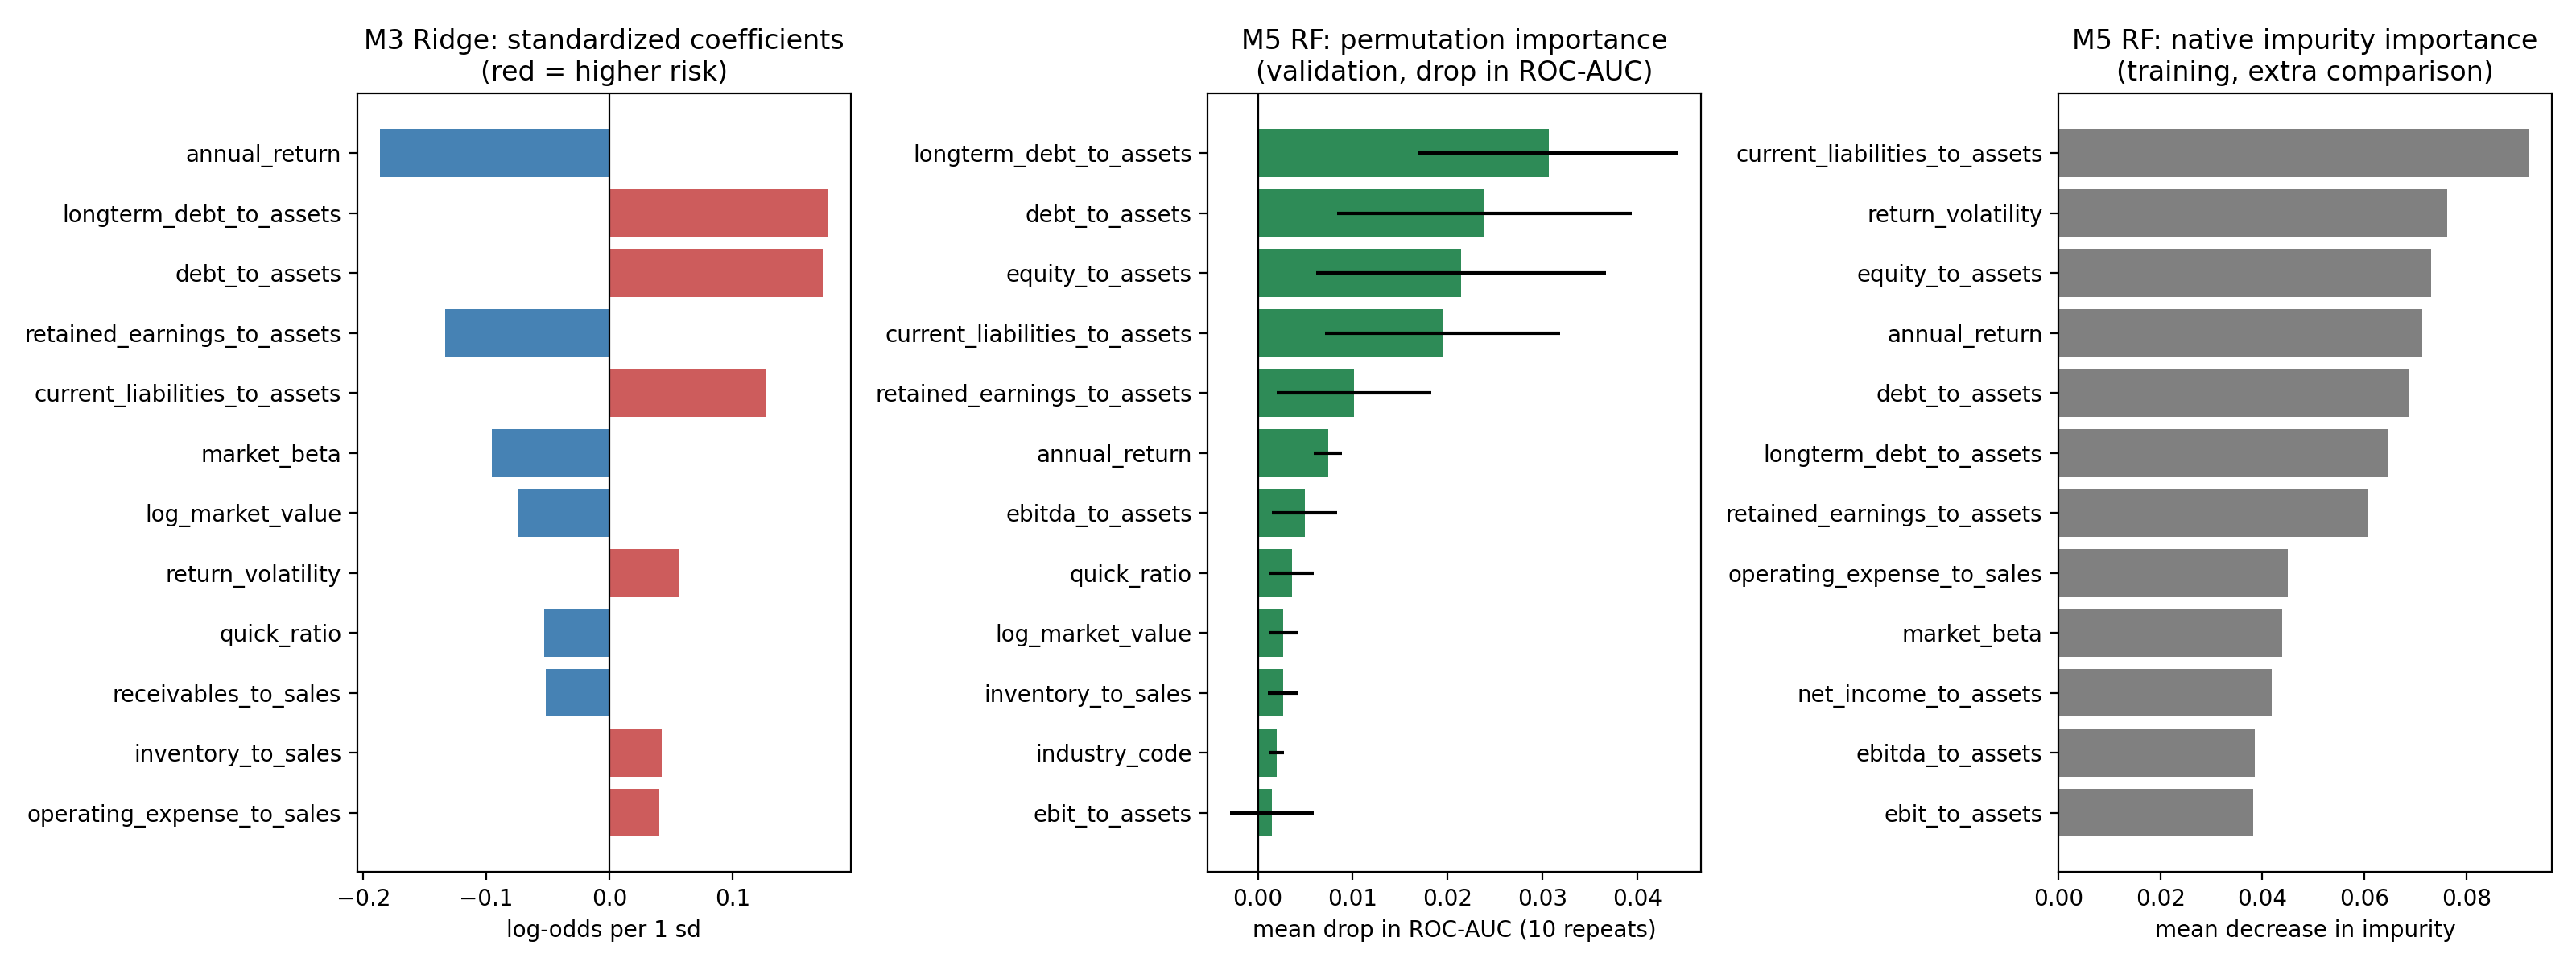 M3 Ridge: standardized coefficients
(red = higher risk)
annual_return
longterm_debt_to_assets
debt_to_assets
retained_earnings_to_assets
current_liabilities_to_assets
market_beta
log_market_value
return_volatility
quick_ratio
receivables_to_sales
inventory_to_sales
operating_expense_to_sales
−0.2 −0.1 0.0 0.1
log-odds per 1 sd
M5 RF: permutation importance
(validation, drop in ROC-AUC)
longterm_debt_to_assets
debt_to_assets
equity_to_assets
current_liabilities_to_assets
retained_earnings_to_assets
annual_return
ebitda_to_assets
quick_ratio
log_market_value
inventory_to_sales
industry_code
ebit_to_assets
0.00 0.01 0.02 0.03 0.04
mean drop in ROC-AUC (10 repeats)
M5 RF: native impurity importance
(training, extra comparison)
current_liabilities_to_assets
return_volatility
equity_to_assets
annual_return
debt_to_assets
longterm_debt_to_assets
retained_earnings_to_assets
operating_expense_to_sales
market_beta
net_income_to_assets
ebitda_to_assets
ebit_to_assets
0.00 0.02 0.04 0.06 0.08
mean decrease in impurity